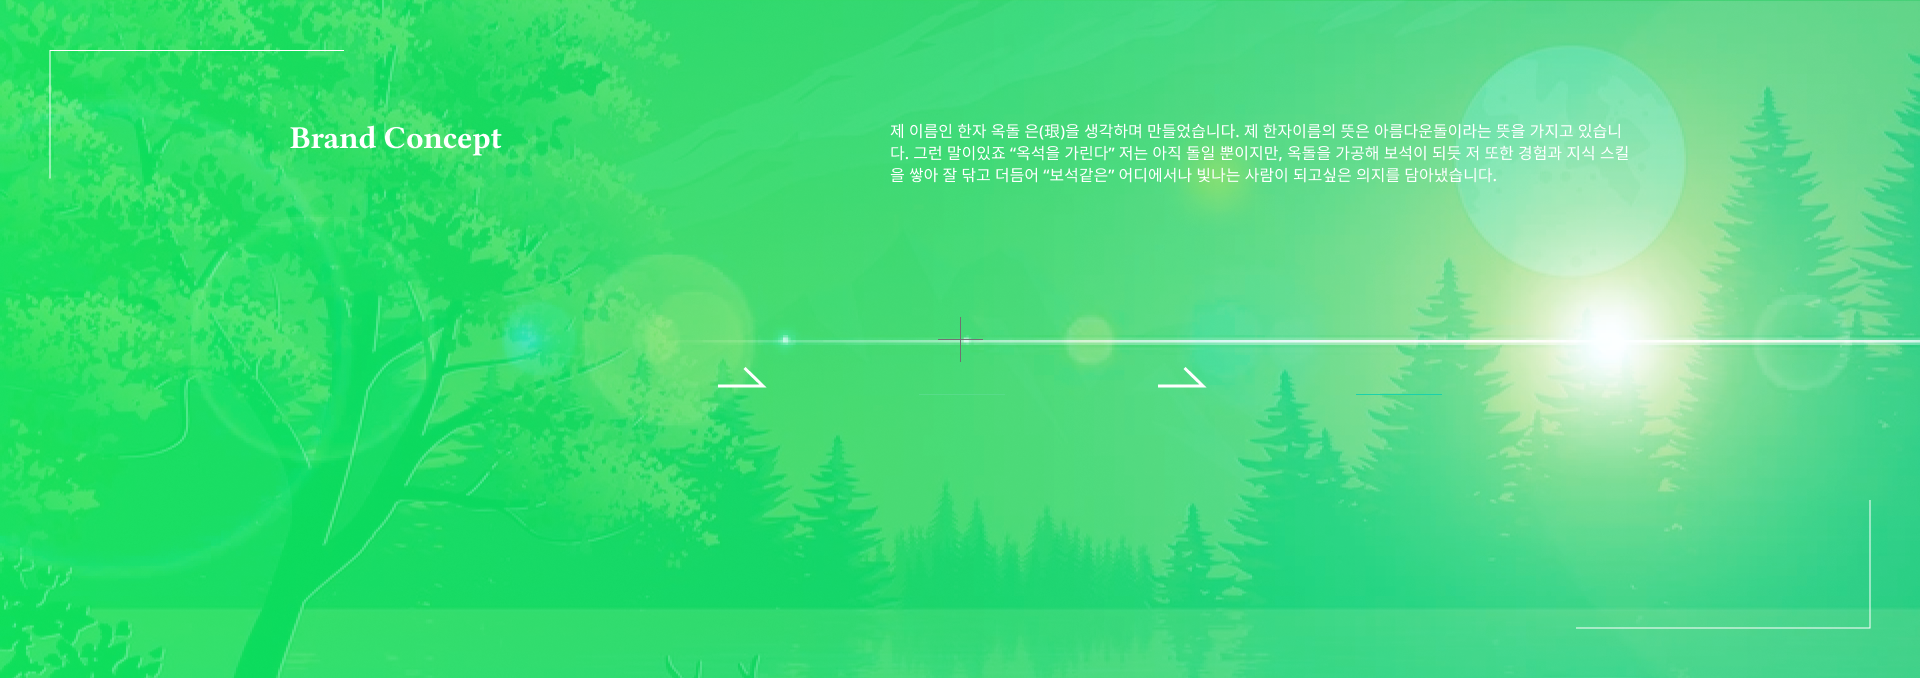 Brand Concept
제 이름인 한자 옥돌 은(珢)을 생각하며 만들었습니다. 제 한자이름의 뜻은 아름다운돌이라는 뜻을 가지고 있습니
다. 그런 말이있죠 “옥석을 가린다” 저는 아직 돌일 뿐이지만, 옥돌을 가공해 보석이 되듯 저 또한 경험과 지식 스킬
을 쌓아 잘 닦고 더듬어 “보석같은” 어디에서나 빛나는 사람이 되고싶은 의지를 담아냈습니다.